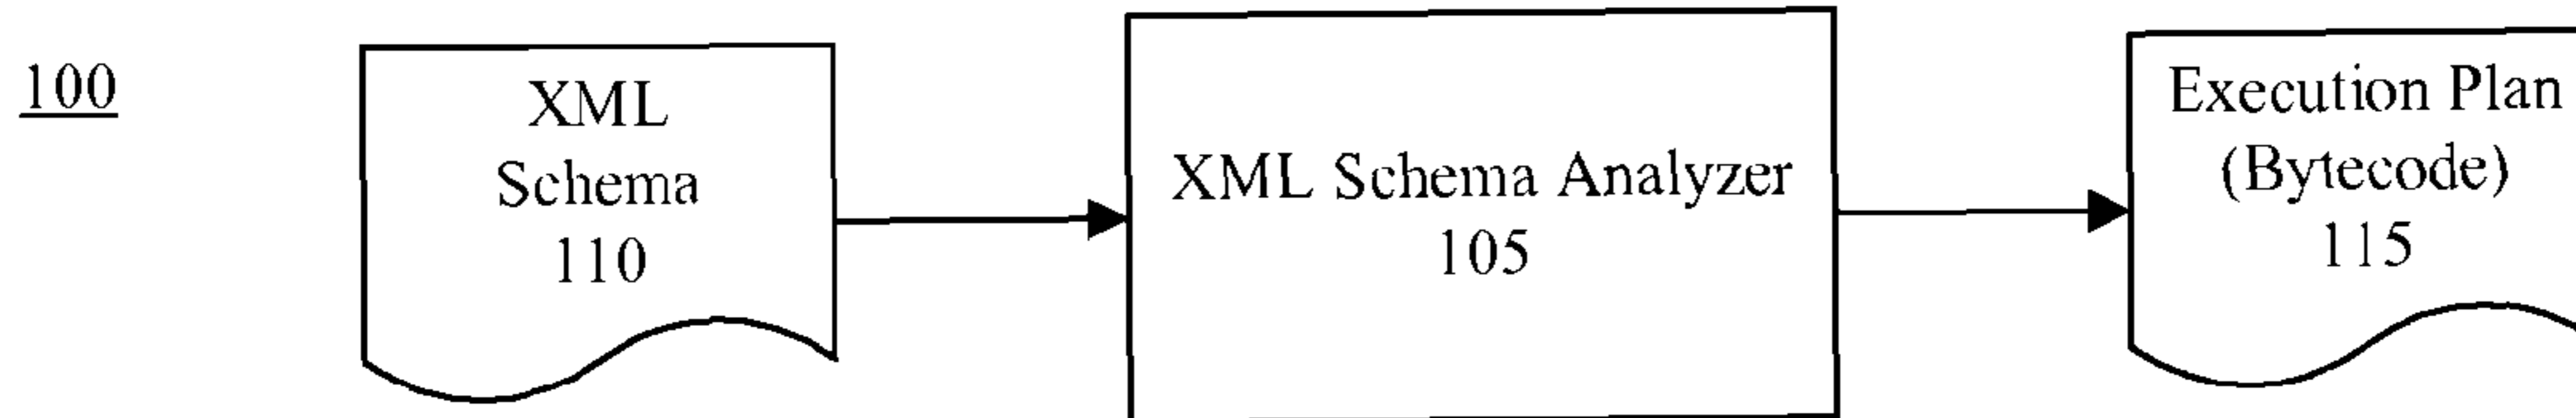 100
XML
Schema
110
XML Schema Analyzer
105
Execution Plan
(Bytecode)
115